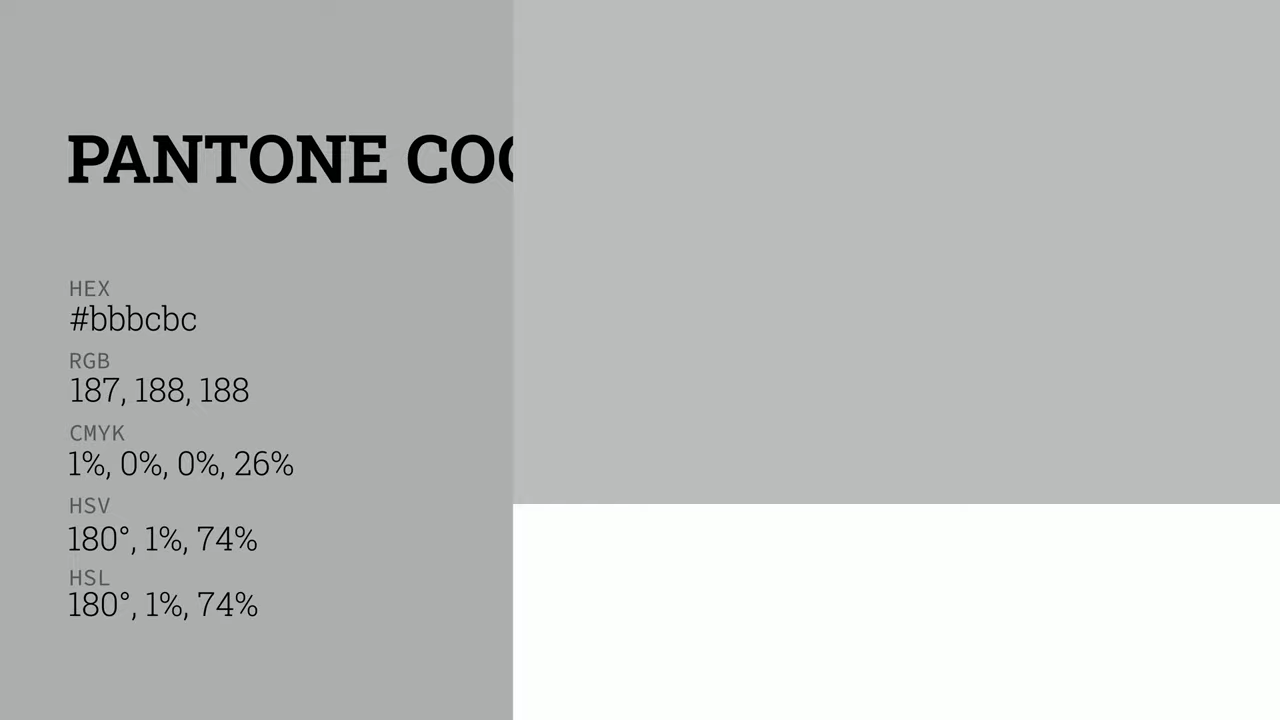 PANTONE COO
HEX
#bbbcbc
RGB
187, 188, 188
CMYK
1%, 0%, 0%, 26%
HSV
180°, 1%, 74%
HSL
180°, 1%, 74%